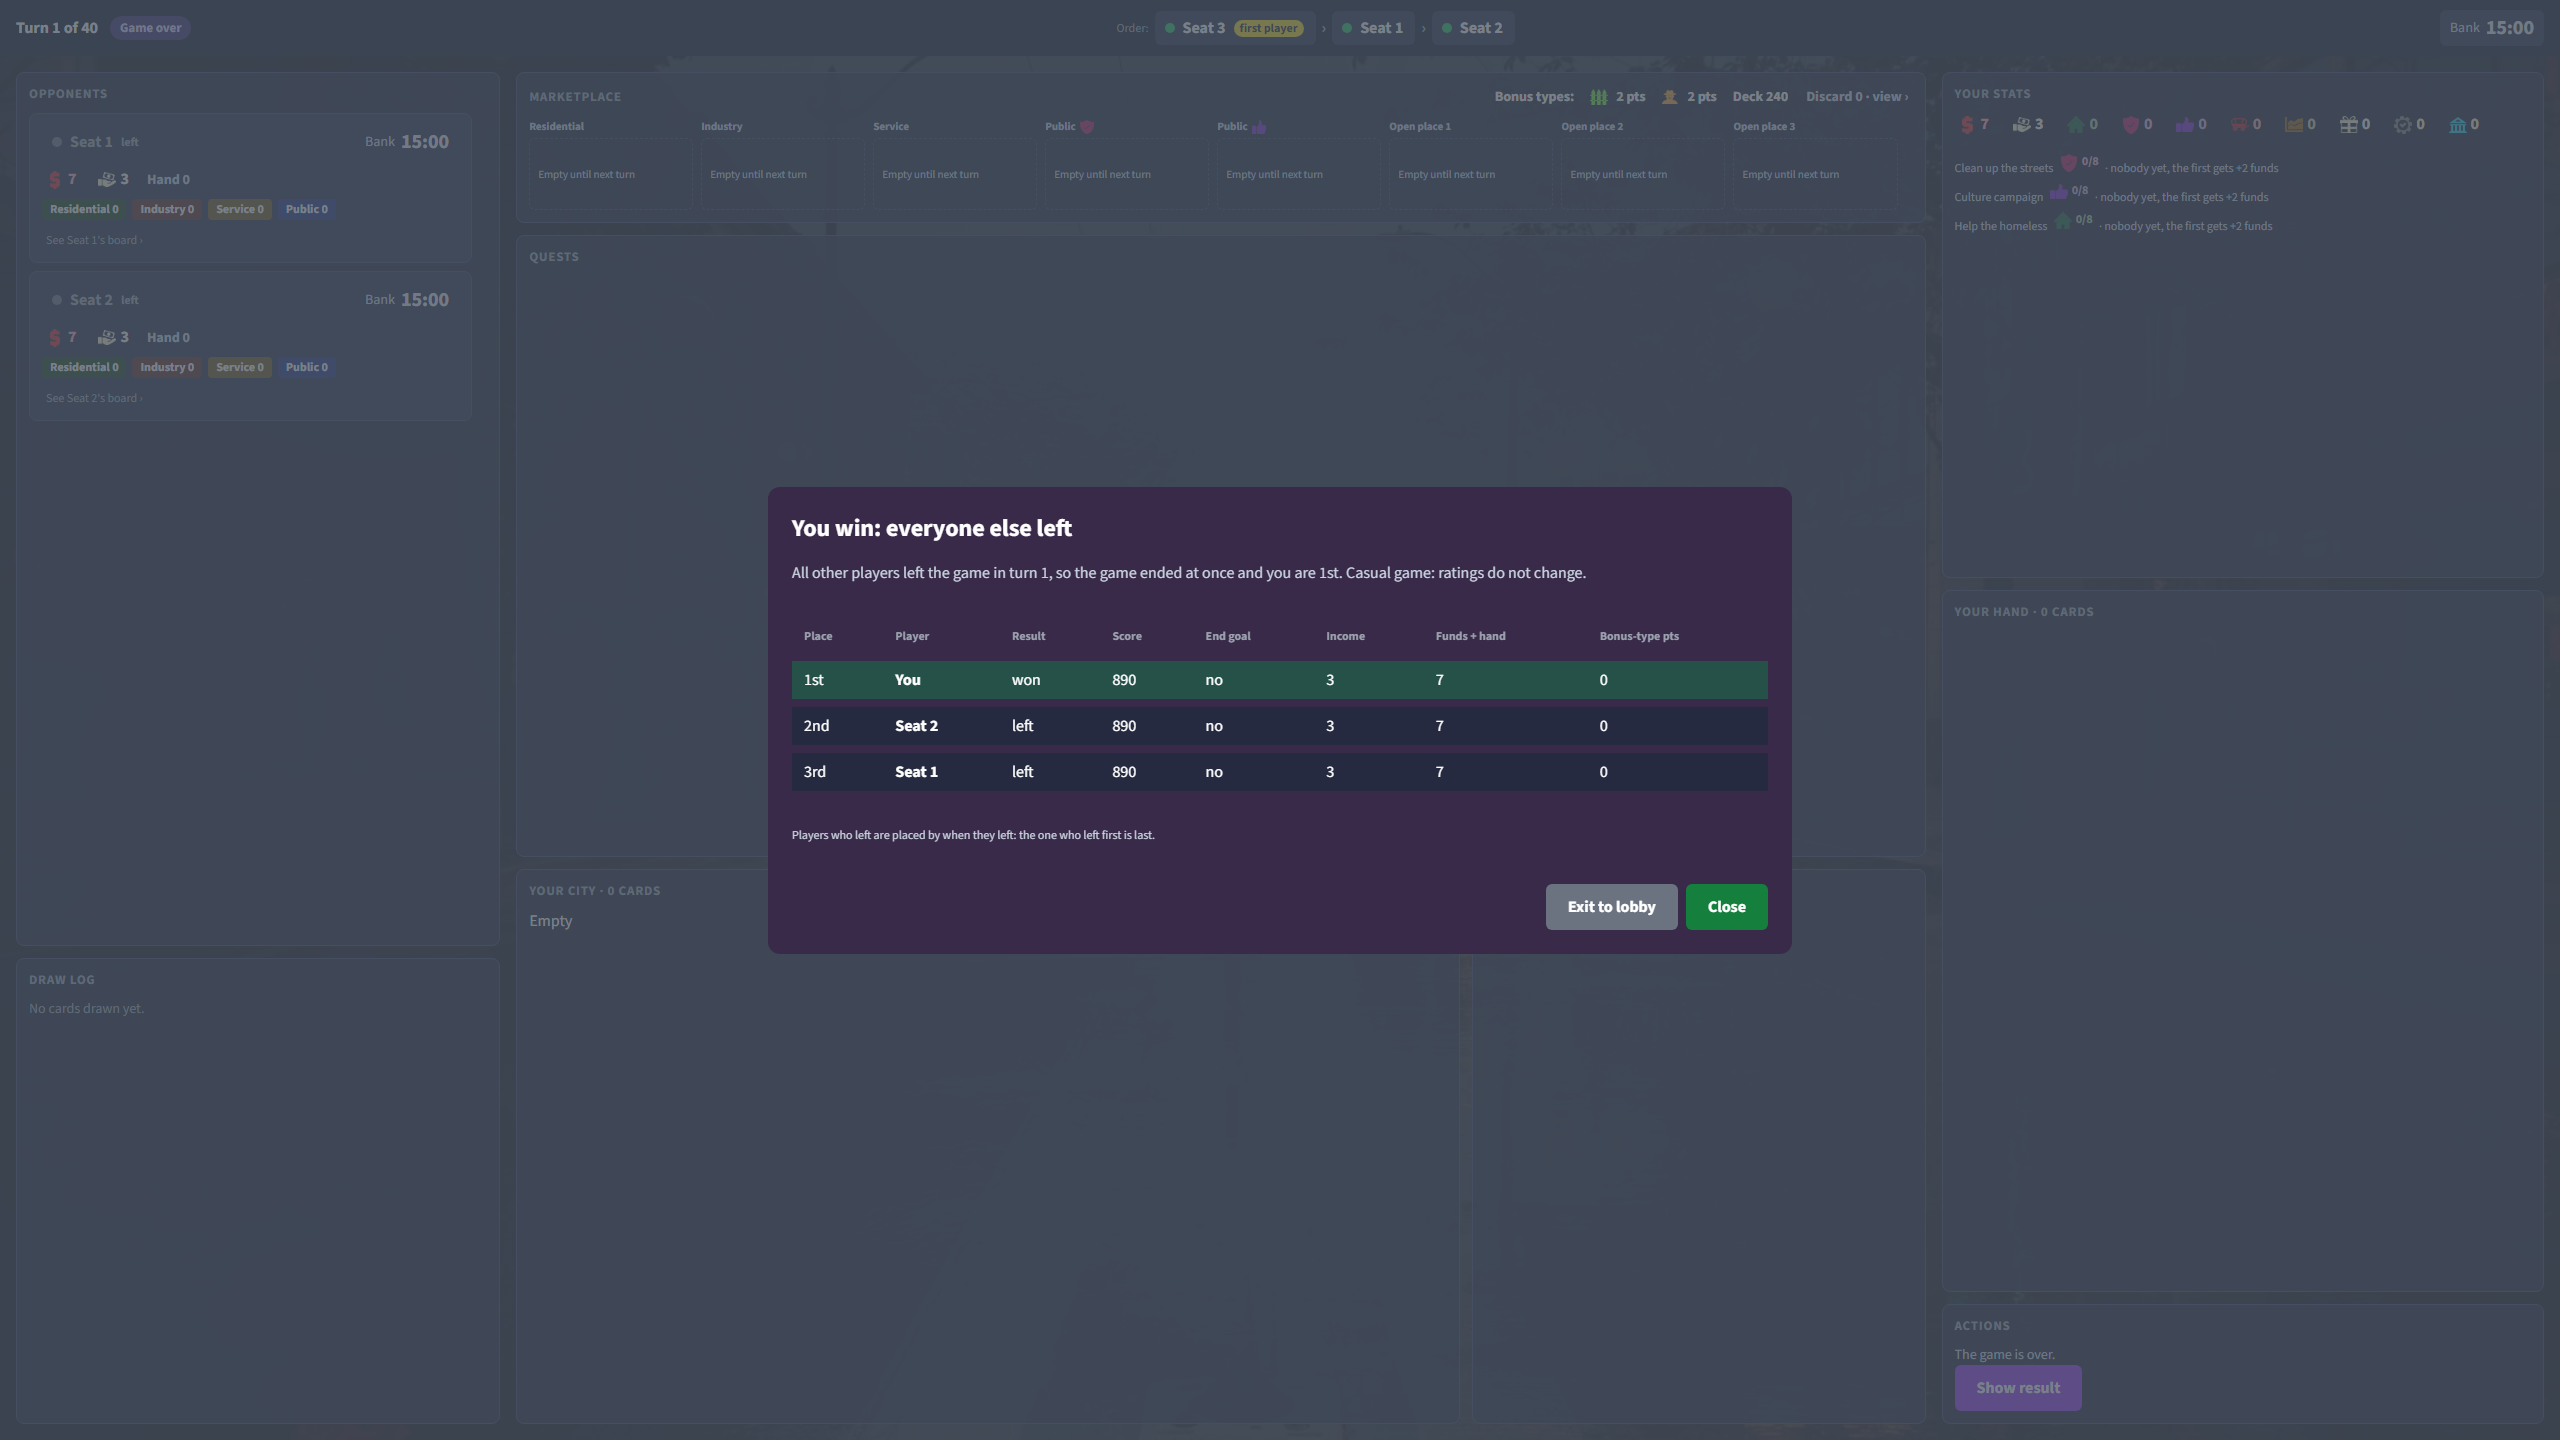 Turn 1 of 40 Game over
Order: Seat 3 first player › Seat 1 › Seat 2
Bank 15:00
OPPONENTS
Seat 1 left Bank 15:00
7 3 Hand 0
Residential 0 Industry 0 Service 0 Public 0
See Seat 1's board ›
Seat 2 left Bank 15:00
7 3 Hand 0
Residential 0 Industry 0 Service 0 Public 0
See Seat 2's board ›
DRAW LOG
No cards drawn yet.
MARKETPLACE Bonus types: 2 pts 2 pts Deck 240 Discard 0 · view ›
Residential Industry Service Public Public Open place 1 Open place 2 Open place 3
Empty until next turn Empty until next turn Empty until next turn Empty until next turn Empty until next turn Empty until next turn Empty until next turn Empty until next turn
QUESTS
You win: everyone else left
All other players left the game in turn 1, so the game ended at once and you are 1st. Casual game: ratings do not change.
Place Player Result Score End goal Income Funds + hand Bonus-type pts
1st You won 890 no 3 7 0
2nd Seat 2 left 890 no 3 7 0
3rd Seat 1 left 890 no 3 7 0
Players who left are placed by when they left: the one who left first is last.
Exit to lobby Close
YOUR CITY · 0 CARDS
Empty
YOUR STATS
7 3 0 0 0 0 0 0 0 0
Clean up the streets 0/8 · nobody yet, the first gets +2 funds
Culture campaign 0/8 · nobody yet, the first gets +2 funds
Help the homeless 0/8 · nobody yet, the first gets +2 funds
YOUR HAND · 0 CARDS
ACTIONS
The game is over.
Show result